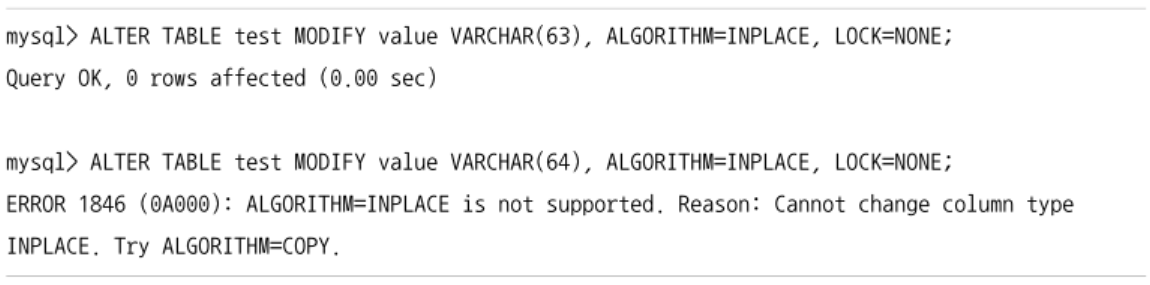 mysql> ALTER TABLE test MODIFY value VARCHAR(63), ALGORITHM=INPLACE, LOCK=NONE;
Query OK, 0 rows affected (0.00 sec)
mysql> ALTER TABLE test MODIFY value VARCHAR(64), ALGORITHM=INPLACE, LOCK=NONE;
ERROR 1846 (0A000): ALGORITHM=INPLACE is not supported. Reason: Cannot change column type
INPLACE. Try ALGORITHM=COPY.